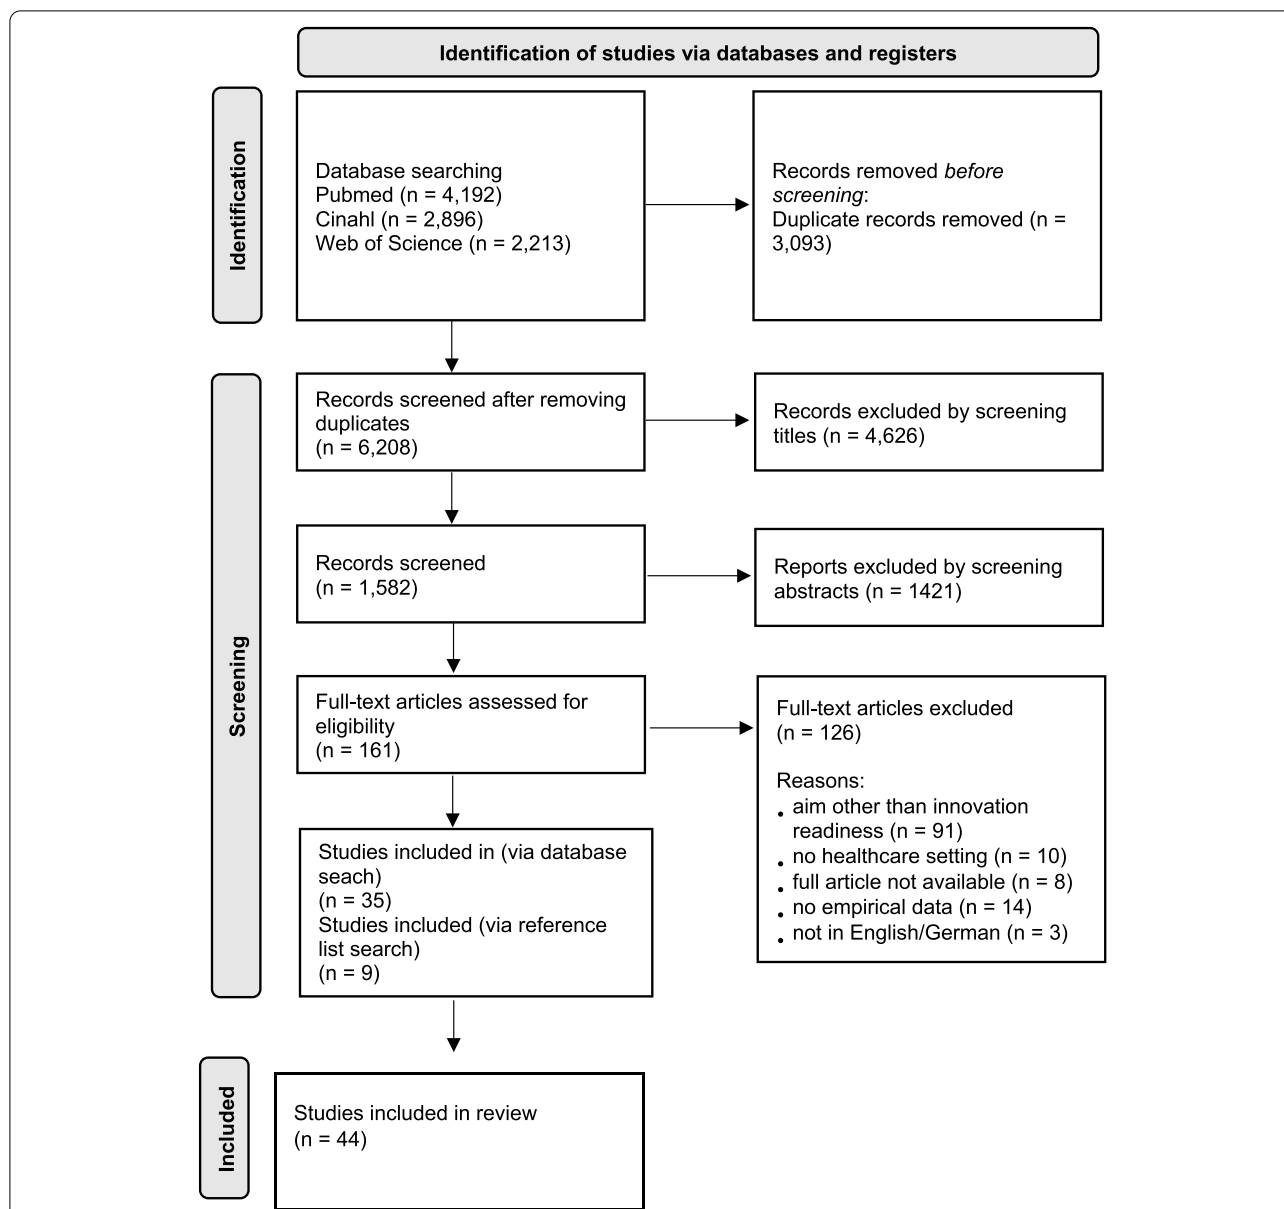 Identification of studies via databases and registers
Identification
Database searching
Pubmed (n = 4,192)
Cinahl (n = 2,896)
Web of Science (n = 2,213)
Records removed before
screening:
Duplicate records removed (n =
3,093)
Screening
Records screened after removing
duplicates
(n = 6,208)
Records excluded by screening
titles (n = 4,626)
Records screened
(n = 1,582)
Reports excluded by screening
abstracts (n = 1421)
Full-text articles assessed for
eligibility
(n = 161)
Full-text articles excluded
(n = 126)
Reasons:
• aim other than innovation
readiness (n = 91)
• no healthcare setting (n = 10)
• full article not available (n = 8)
• no empirical data (n = 14)
• not in English/German (n = 3)
Studies included in (via database
seach)
(n = 35)
Studies included (via reference
list search)
(n = 9)
Included
Studies included in review
(n = 44)